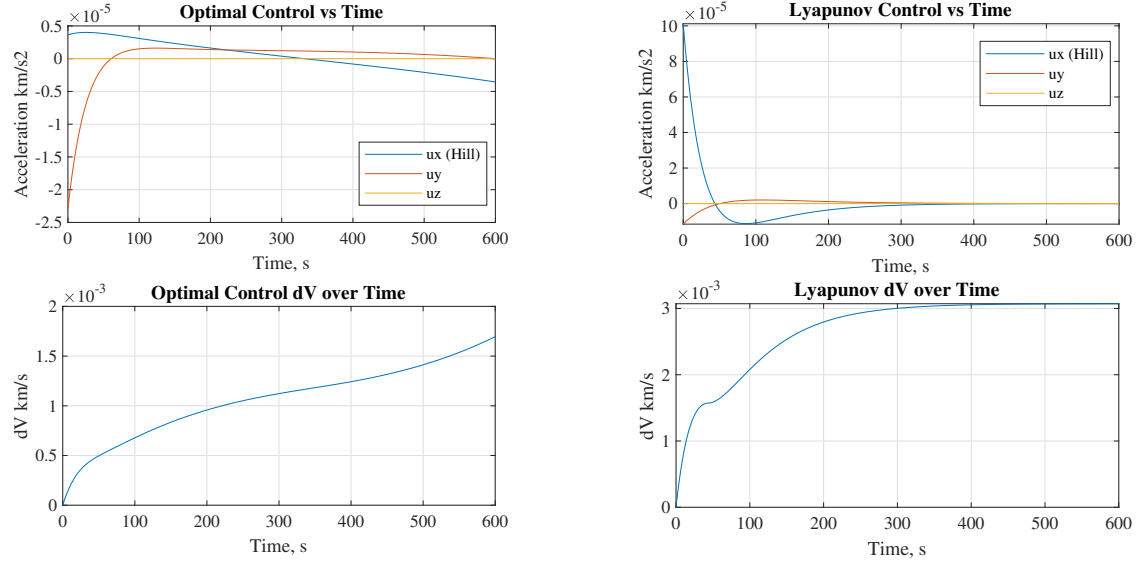 Optimal Control vs Time
×10^-5
0.5
0
-0.5
-1
-1.5
-2
-2.5
Acceleration km/s2
ux (Hill)
uy
uz
0 100 200 300 400 500 600
Time, s
Lyapunov Control vs Time
×10^-5
10
8
6
4
2
0
Acceleration km/s2
ux (Hill)
uy
uz
0 100 200 300 400 500 600
Time, s
Optimal Control dV over Time
×10^-3
2
1.5
1
0.5
0
dV km/s
0 100 200 300 400 500 600
Time, s
Lyapunov dV over Time
×10^-3
3
2
1
0
dV km/s
0 100 200 300 400 500 600
Time, s